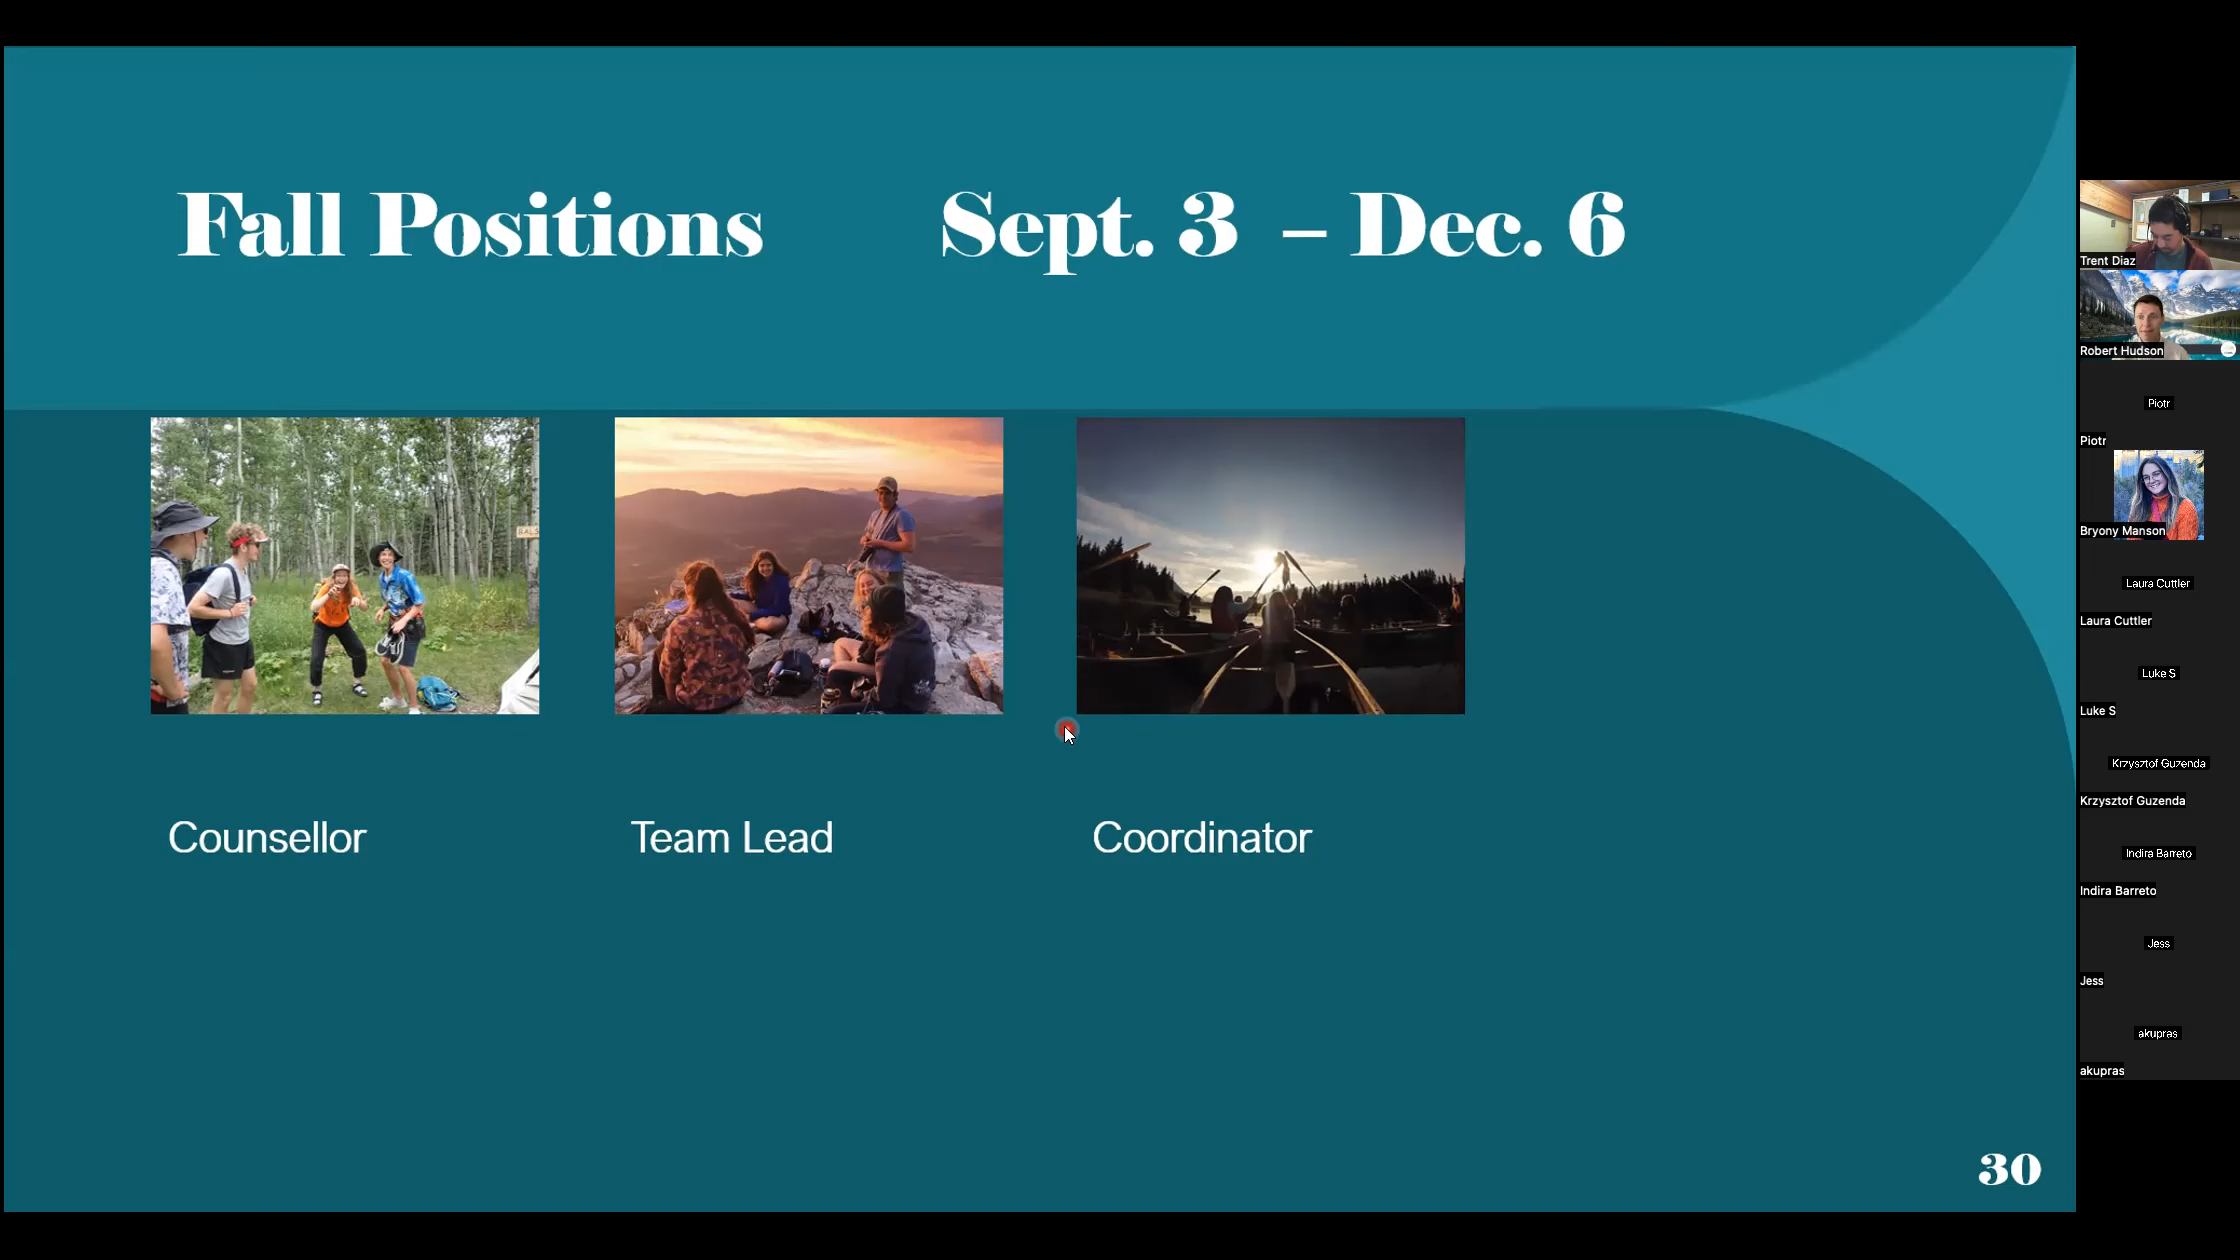 Fall Positions Sept. 3 – Dec. 6
BALS
Counsellor Team Lead Coordinator
30
Trent Diaz
Robert Hudson
Piotr
Piotr
Bryony Manson
Laura Cuttler
Laura Cuttler
Luke S
Luke S
Krzysztof Guzenda
Krzysztof Guzenda
Indira Barreto
Indira Barreto
Jess
Jess
akupras
akupras